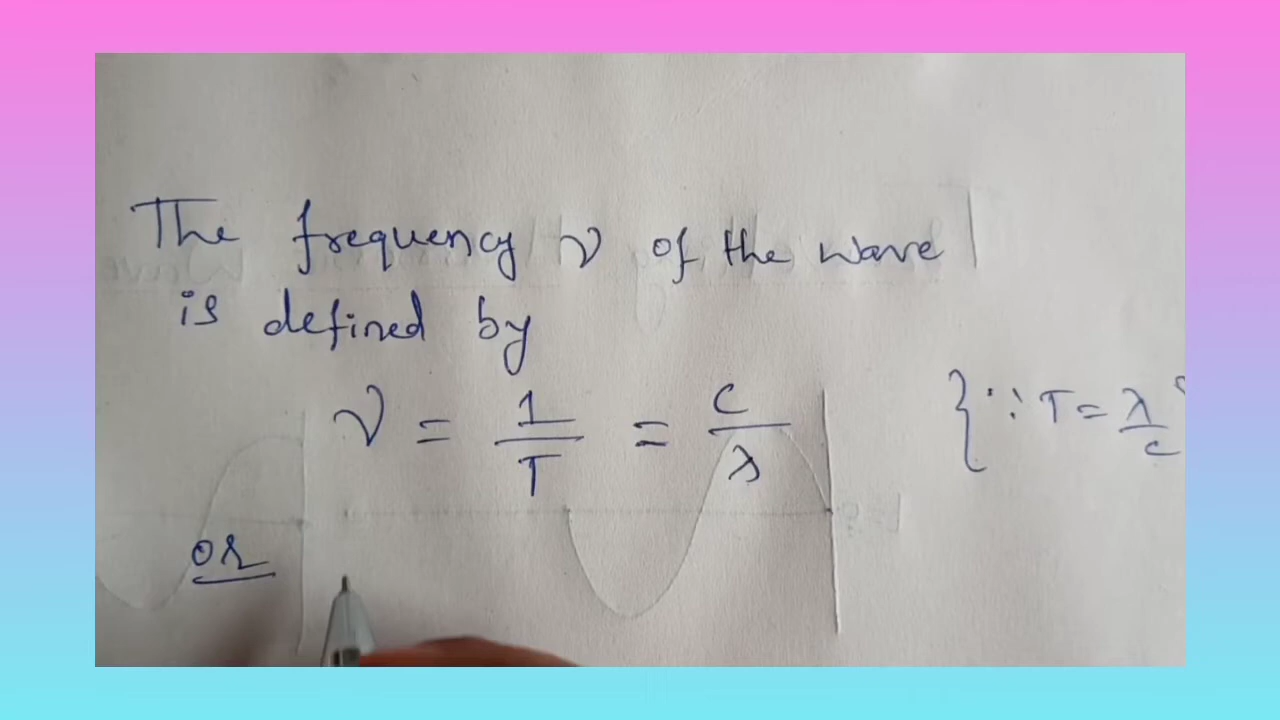 The frequency ν of the wave
is defined by
ν = 1/T = c/λ {∵ T = λ/c
or